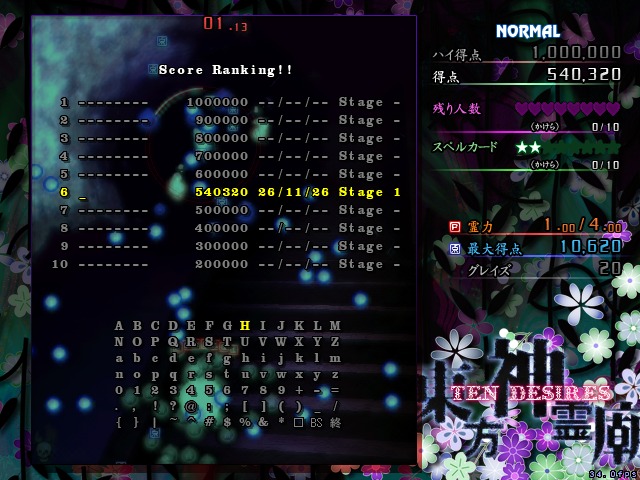 01.13
Score Ranking!!
1 -------- 1000000 --/--/-- Stage -
2 -------- 900000 --/--/-- Stage -
3 -------- 800000 --/--/-- Stage -
4 -------- 700000 --/--/-- Stage -
5 -------- 600000 --/--/-- Stage -
6 _ 540320 26/11/26 Stage 1
7 -------- 500000 --/--/-- Stage -
8 -------- 400000 --/--/-- Stage -
9 -------- 300000 --/--/-- Stage -
10 -------- 200000 --/--/-- Stage -
A B C D E F G H I J K L M
N O P Q R S T U V W X Y Z
a b c d e f g h i j k l m
n o p q r s t u v w x y z
0 1 2 3 4 5 6 7 8 9 + - =
. , ! ? @ : ; [ ] ( ) _ /
{ } | ~ ^ # $ % & * □ BS 終
NORMAL
ハイ得点 1,000,000
得点 540,320
残り人数
(かけら) 0/10
スペルカード ★★
(かけら) 0/10
P 霊力 1.00/4.00
最大得点 10,620
グレイズ 20
東方神霊廟
TEN DESIRES
34.0fps